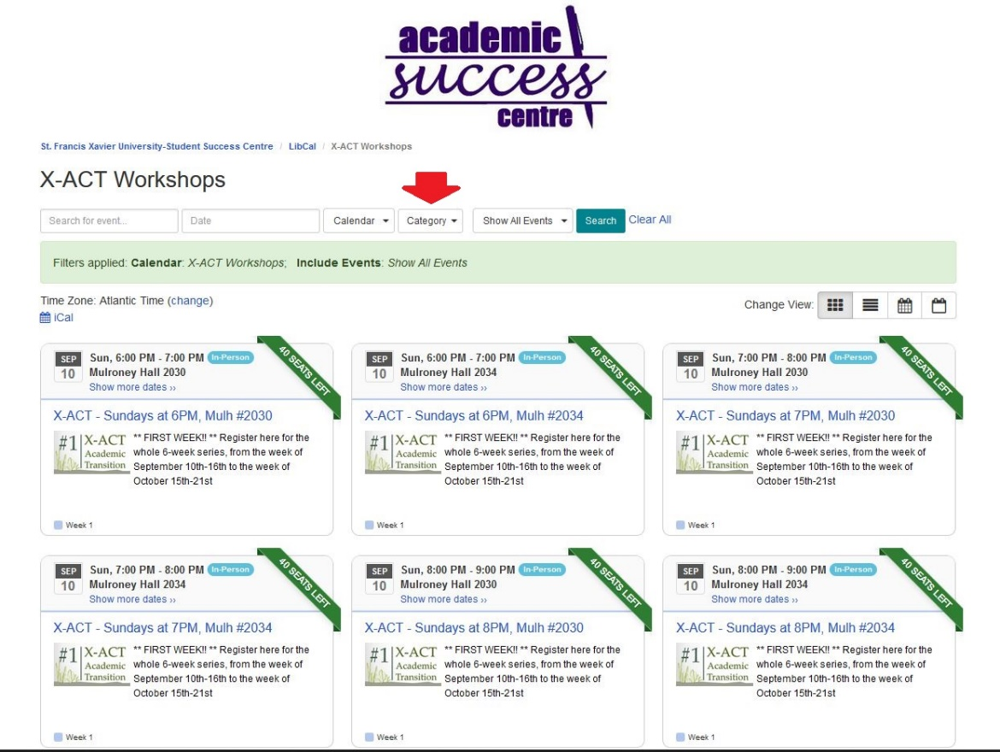 academic
success
centre
St. Francis Xavier University-Student Success Centre / LibCal / X-ACT Workshops
X-ACT Workshops
Search for event... Date Calendar Category Show All Events Search Clear All
Filters applied: Calendar: X-ACT Workshops; Include Events: Show All Events
Time Zone: Atlantic Time (change)
Change View:
iCal
SEP 10 Sun, 6:00 PM - 7:00 PM In-Person
Mulroney Hall 2030
Show more dates ››
40 SEATS LEFT
X-ACT - Sundays at 6PM, Mulh #2030
#1 X-ACT
Academic
Transition
** FIRST WEEK!! ** Register here for the
whole 6-week series, from the week of
September 10th-16th to the week of
October 15th-21st
Week 1
SEP 10 Sun, 6:00 PM - 7:00 PM In-Person
Mulroney Hall 2034
Show more dates ››
40 SEATS LEFT
X-ACT - Sundays at 6PM, Mulh #2034
#1 X-ACT
Academic
Transition
** FIRST WEEK!! ** Register here for the
whole 6-week series, from the week of
September 10th-16th to the week of
October 15th-21st
Week 1
SEP 10 Sun, 7:00 PM - 8:00 PM In-Person
Mulroney Hall 2030
Show more dates ››
40 SEATS LEFT
X-ACT - Sundays at 7PM, Mulh #2030
#1 X-ACT
Academic
Transition
** FIRST WEEK!! ** Register here for the
whole 6-week series, from the week of
September 10th-16th to the week of
October 15th-21st
Week 1
SEP 10 Sun, 7:00 PM - 8:00 PM In-Person
Mulroney Hall 2034
Show more dates ››
40 SEATS LEFT
X-ACT - Sundays at 7PM, Mulh #2034
#1 X-ACT
Academic
Transition
** FIRST WEEK!! ** Register here for the
whole 6-week series, from the week of
September 10th-16th to the week of
October 15th-21st
Week 1
SEP 10 Sun, 8:00 PM - 9:00 PM In-Person
Mulroney Hall 2030
Show more dates ››
40 SEATS LEFT
X-ACT - Sundays at 8PM, Mulh #2030
#1 X-ACT
Academic
Transition
** FIRST WEEK!! ** Register here for the
whole 6-week series, from the week of
September 10th-16th to the week of
October 15th-21st
Week 1
SEP 10 Sun, 8:00 PM - 9:00 PM In-Person
Mulroney Hall 2034
Show more dates ››
40 SEATS LEFT
X-ACT - Sundays at 8PM, Mulh #2034
#1 X-ACT
Academic
Transition
** FIRST WEEK!! ** Register here for the
whole 6-week series, from the week of
September 10th-16th to the week of
October 15th-21st
Week 1